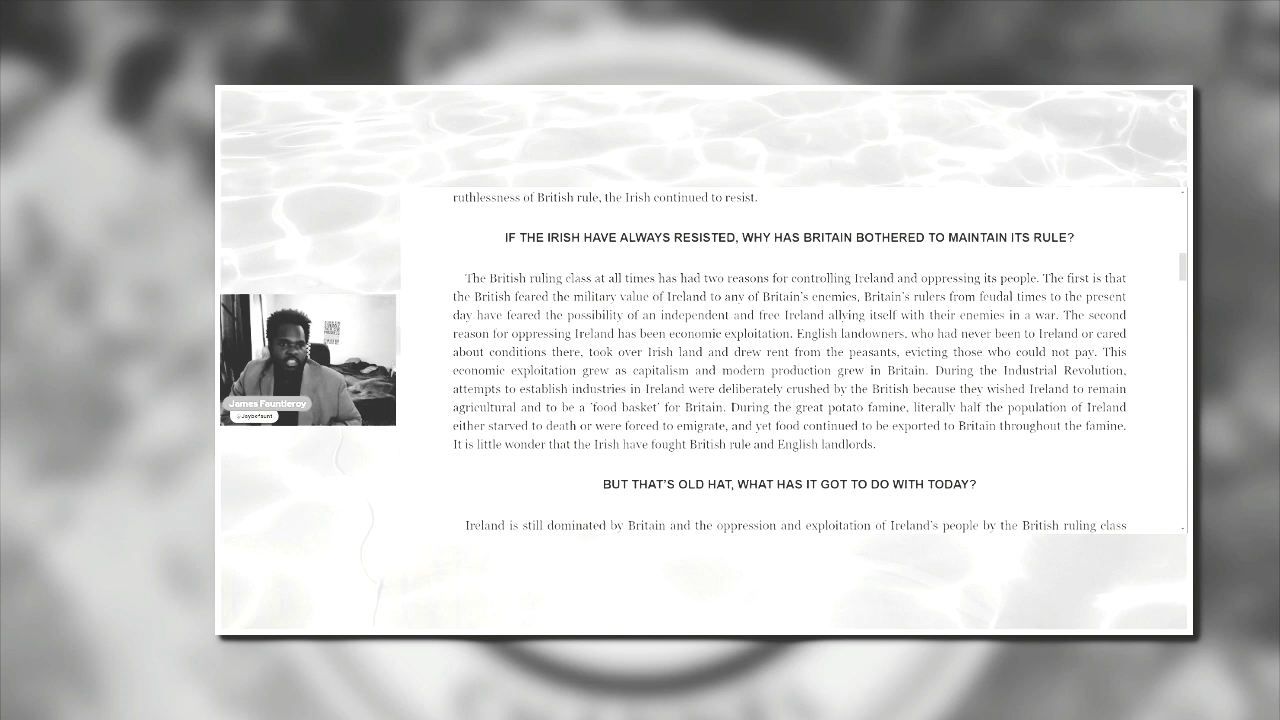 ruthlessness of British rule, the Irish continued to resist.
IF THE IRISH HAVE ALWAYS RESISTED, WHY HAS BRITAIN BOTHERED TO MAINTAIN ITS RULE?
The British ruling class at all times has had two reasons for controlling Ireland and oppressing its people. The first is that
the British feared the military value of Ireland to any of Britain's enemies, Britain's rulers from feudal times to the present
day have feared the possibility of an independent and free Ireland allying itself with their enemies in a war. The second
reason for oppressing Ireland has been economic exploitation. English landowners, who had never been to Ireland or cared
about conditions there, took over Irish land and drew rent from the peasants, evicting those who could not pay. This
economic exploitation grew as capitalism and modern production grew in Britain. During the Industrial Revolution,
attempts to establish industries in Ireland were deliberately crushed by the British because they wished Ireland to remain
agricultural and to be a 'food basket' for Britain. During the great potato famine, literally half the population of Ireland
either starved to death or were forced to emigrate, and yet food continued to be exported to Britain throughout the famine.
It is little wonder that the Irish have fought British rule and English landlords.
BUT THAT'S OLD HAT, WHAT HAS IT GOT TO DO WITH TODAY?
Ireland is still dominated by Britain and the oppression and exploitation of Ireland's people by the British ruling class
James Fauntleroy
@Jaybefaunt